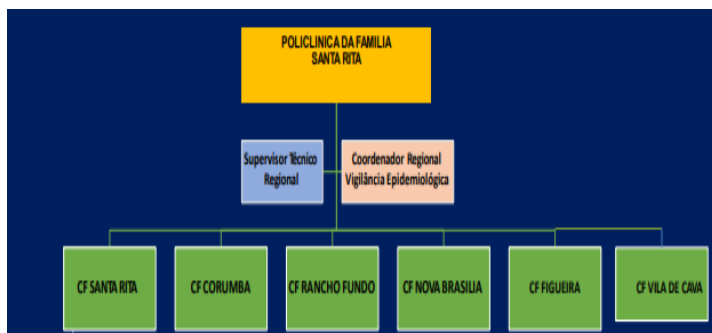 POLICLINICA DA FAMILIA
SANTA RITA
Supervisor Técnico
Regional
Coordenador Regional
Vigilância Epidemiológica
CF SANTA RITA
CF CORUMBA
CF RANCHO FUNDO
CF NOVA BRASILIA
CF FIGUEIRA
CF VILA DE CAVA